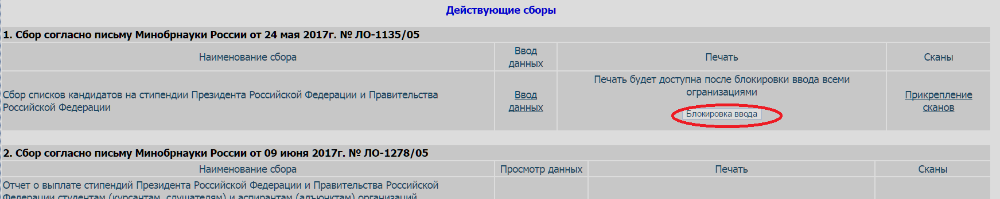 Действующие сборы
1. Сбор согласно письму Минобрнауки России от 24 мая 2017г. № ЛО-1135/05
Наименование сбора
Ввод
данных
Печать
Сканы
Сбор списков кандидатов на стипендии Президента Российской Федерации и Правительства
Российской Федерации
Ввод
данных
Печать будет доступна после блокировки ввода всеми
огранизациями
Блокировка ввода
Прикрепление
сканов
2. Сбор согласно письму Минобрнауки России от 09 июня 2017г. № ЛО-1278/05
Наименование сбора
Просмотр данных
Печать
Сканы
Отчет о выплате стипендий Президента Российской Федерации и Правительства Российской
Федерации студентам (курсантам, слушателям) и аспирантам (адъюнктам) организаций